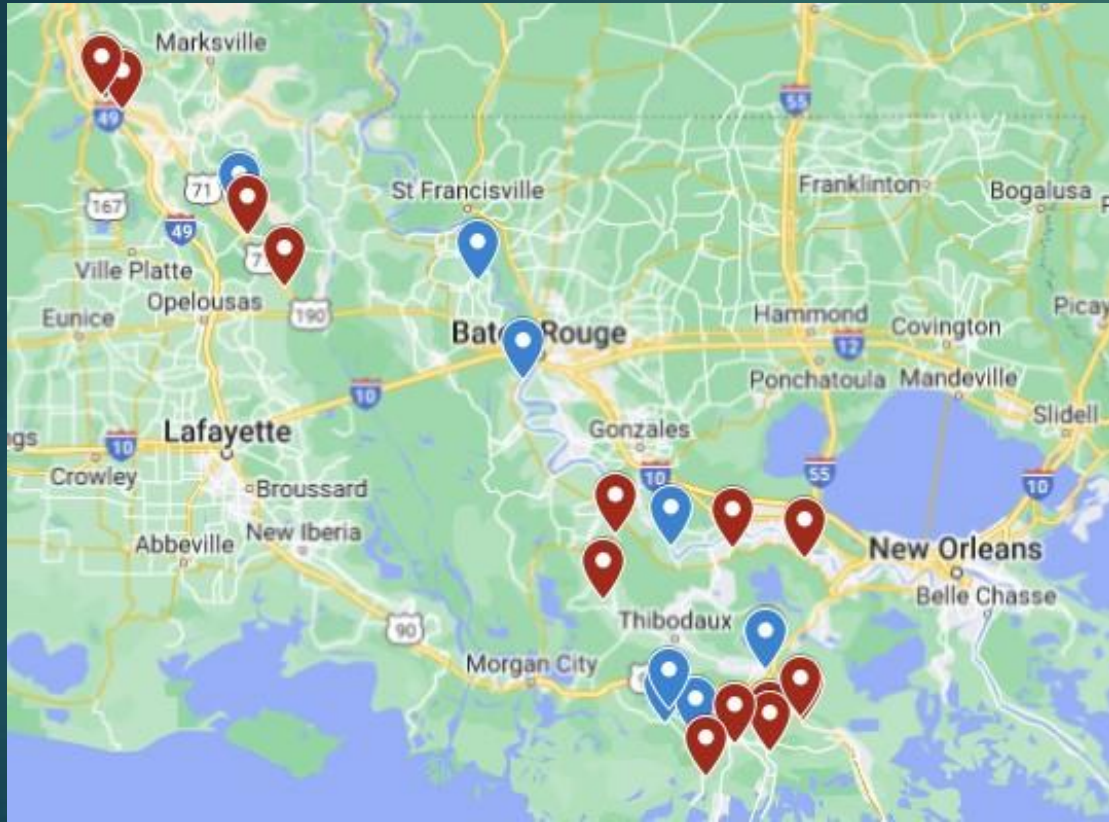 Marksville
49
71
St Francisville
55
Franklinton
Bogalusa
167
49
Ville Platte
Opelousas
190
Eunice
Baton Rouge
Hammond
Covington
12
Ponchatoula
Mandeville
10
Slidell
Lafayette
Gonzales
10
55
10
10
Crowley
Broussard
New Iberia
Abbeville
New Orleans
Belle Chasse
Thibodaux
90
Morgan City